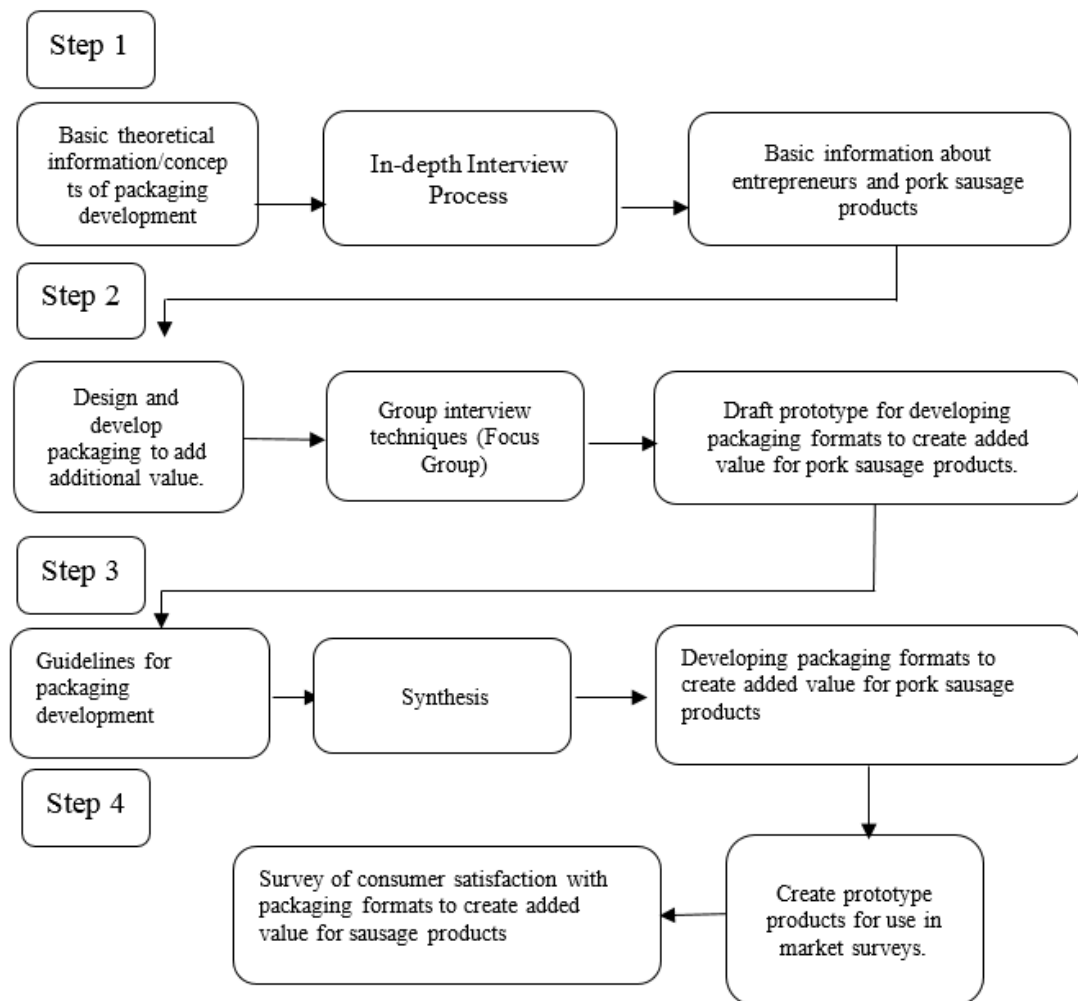 Step 1
Basic theoretical
information/concep
ts of packaging
development
In-depth Interview
Process
Basic information about
entrepreneurs and pork sausage
products
Step 2
Design and
develop
packaging to add
additional value.
Group interview
techniques (Focus
Group)
Draft prototype for developing
packaging formats to create added
value for pork sausage products.
Step 3
Guidelines for
packaging
development
Synthesis
Developing packaging formats to
create added value for pork sausage
products
Step 4
Survey of consumer satisfaction with
packaging formats to create added
value for sausage products
Create prototype
products for use in
market surveys.